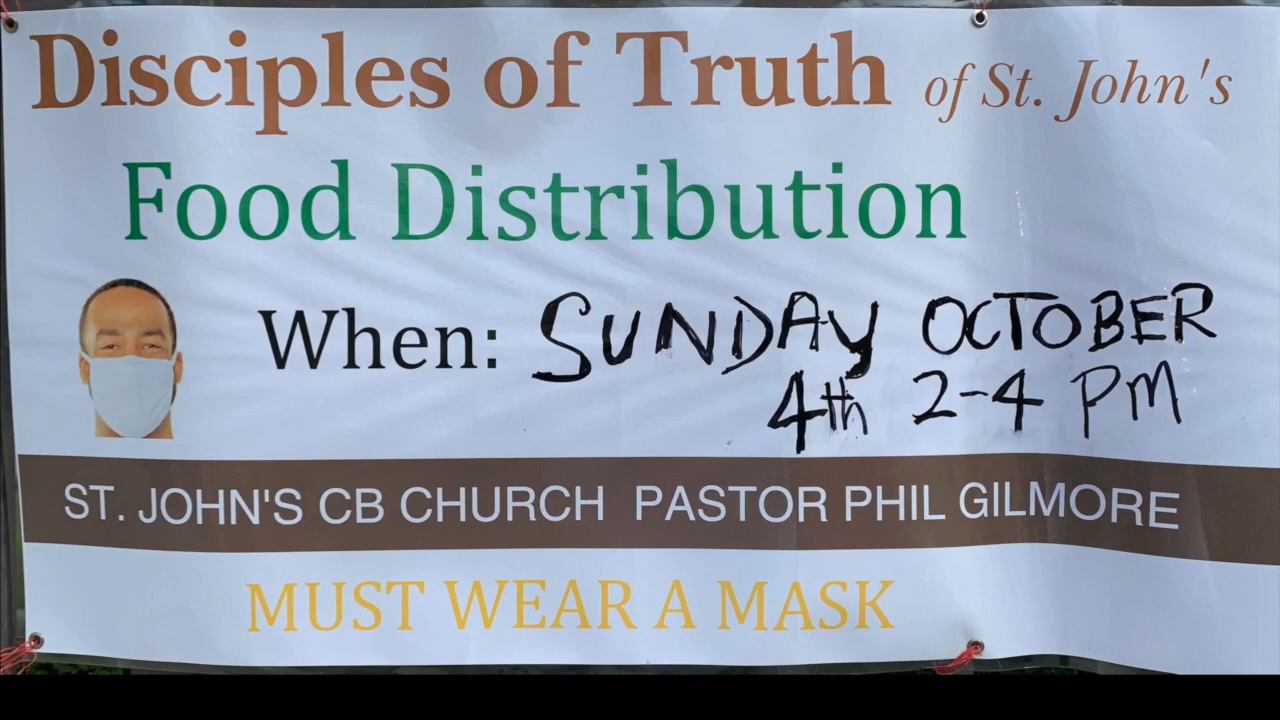 Disciples of Truth of St. John's
Food Distribution
When: SUNDAY OCTOBER
4th 2-4 PM
ST. JOHN'S CB CHURCH PASTOR PHIL GILMORE
MUST WEAR A MASK